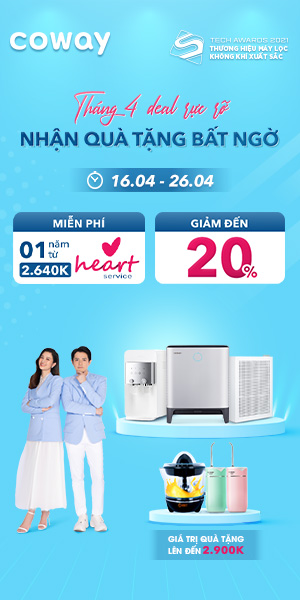 coway
TECH AWARDS 2021
THƯƠNG HIỆU MÁY LỌC
KHÔNG KHÍ XUẤT SẮC
Tháng 4 deal rực rỡ
NHẬN QUÀ TẶNG BẤT NGỜ
16.04 - 26.04
MIỄN PHÍ
01 năm từ
2.640K
heart
service
GIẢM ĐẾN
20%
GIÁ TRỊ QUÀ TẶNG
LÊN ĐẾN 2.900K